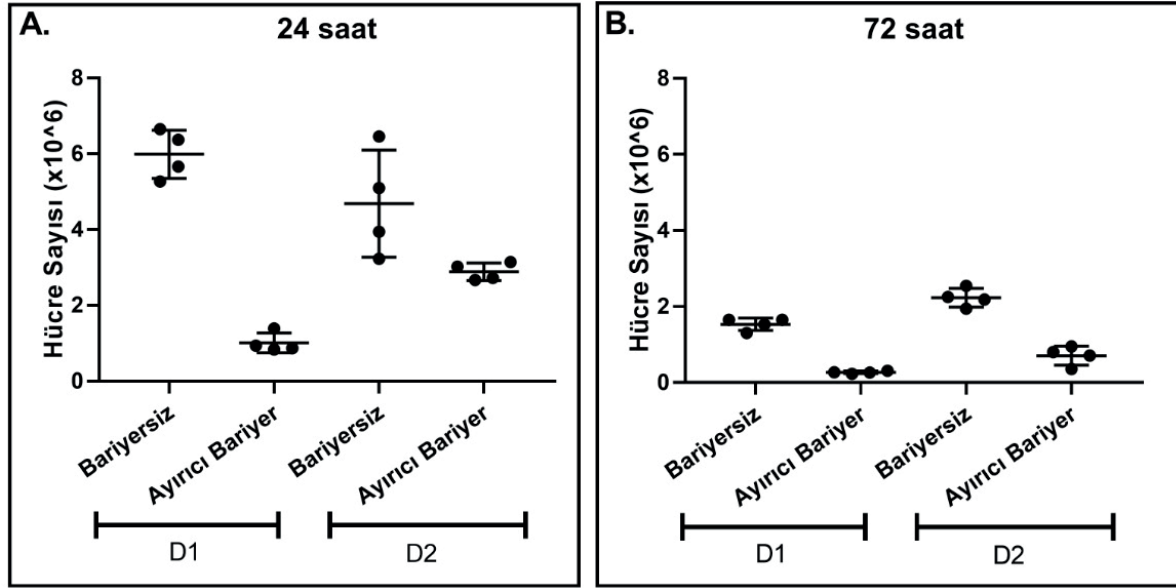 A.
24 saat
Hücre Sayısı (x10^6)
8
6
4
2
0
Bariyersiz
Ayırıcı Bariyer
Bariyersiz
Ayırıcı Bariyer
D1
D2
B.
72 saat
Hücre Sayısı (x10^6)
8
6
4
2
0
Bariyersiz
Ayırıcı Bariyer
Bariyersiz
Ayırıcı Bariyer
D1
D2